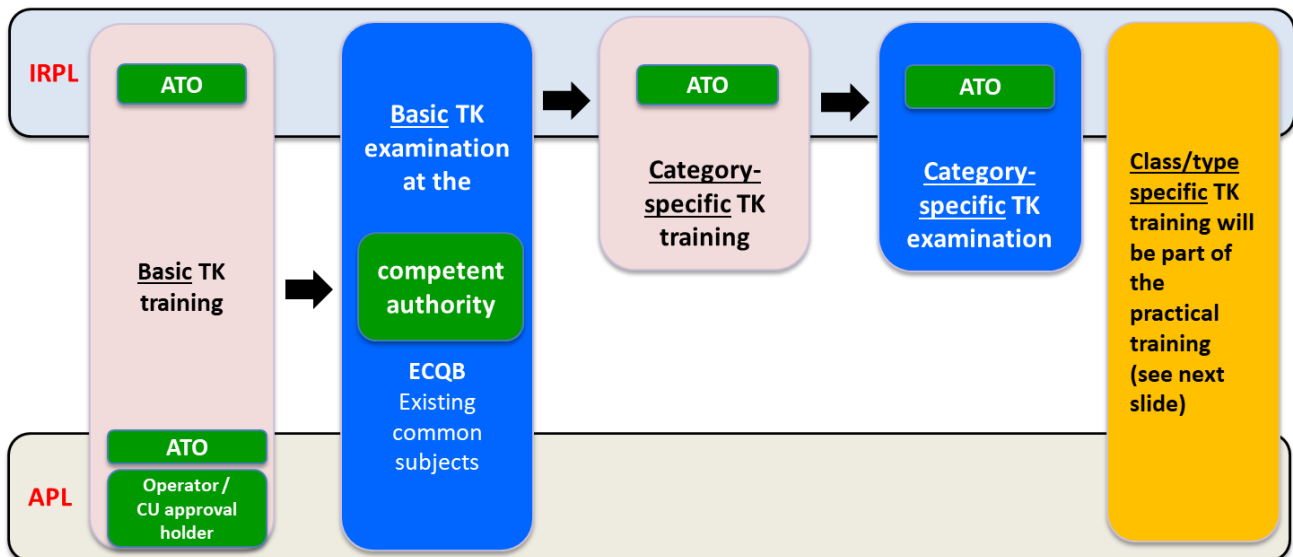 IRPL
ATO
Basic TK
training
ATO
Operator /
CU approval
holder
APL
Basic TK
examination
at the
competent
authority
ECQB
Existing
common
subjects
ATO
Category-
specific TK
training
ATO
Category-
specific TK
examination
Class/type
specific TK
training will
be part of
the
practical
training
(see next
slide)